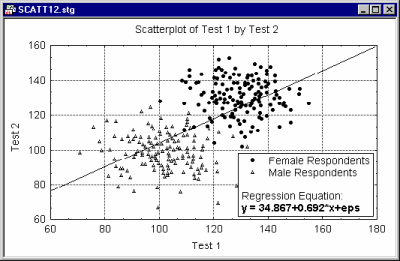 SCATT12.stg
Scatterplot of Test 1 by Test 2
160
140
120
100
80
60
Test 2
60 80 100 120 140 160 180
Test 1
Female Respondents
Male Respondents
Regression Equation:
y = 34.867+0.692*x+eps